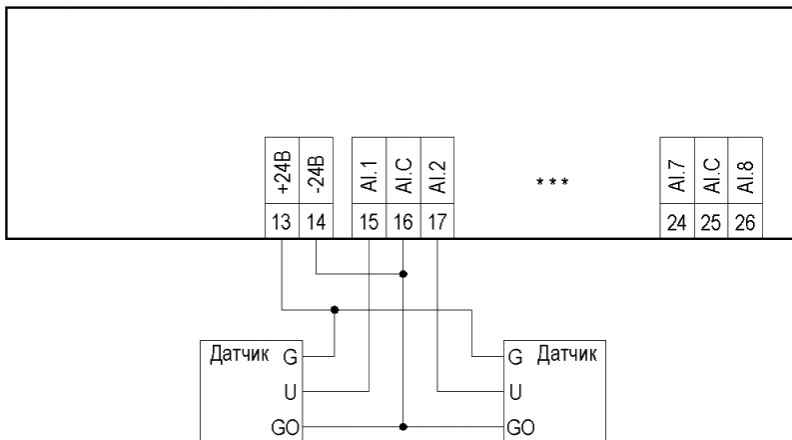 +24В -24В AI.1 AI.C AI.2 *** AI.7 AI.C AI.8
13 14 15 16 17 24 25 26
Датчик G G Датчик
U U
GO GO